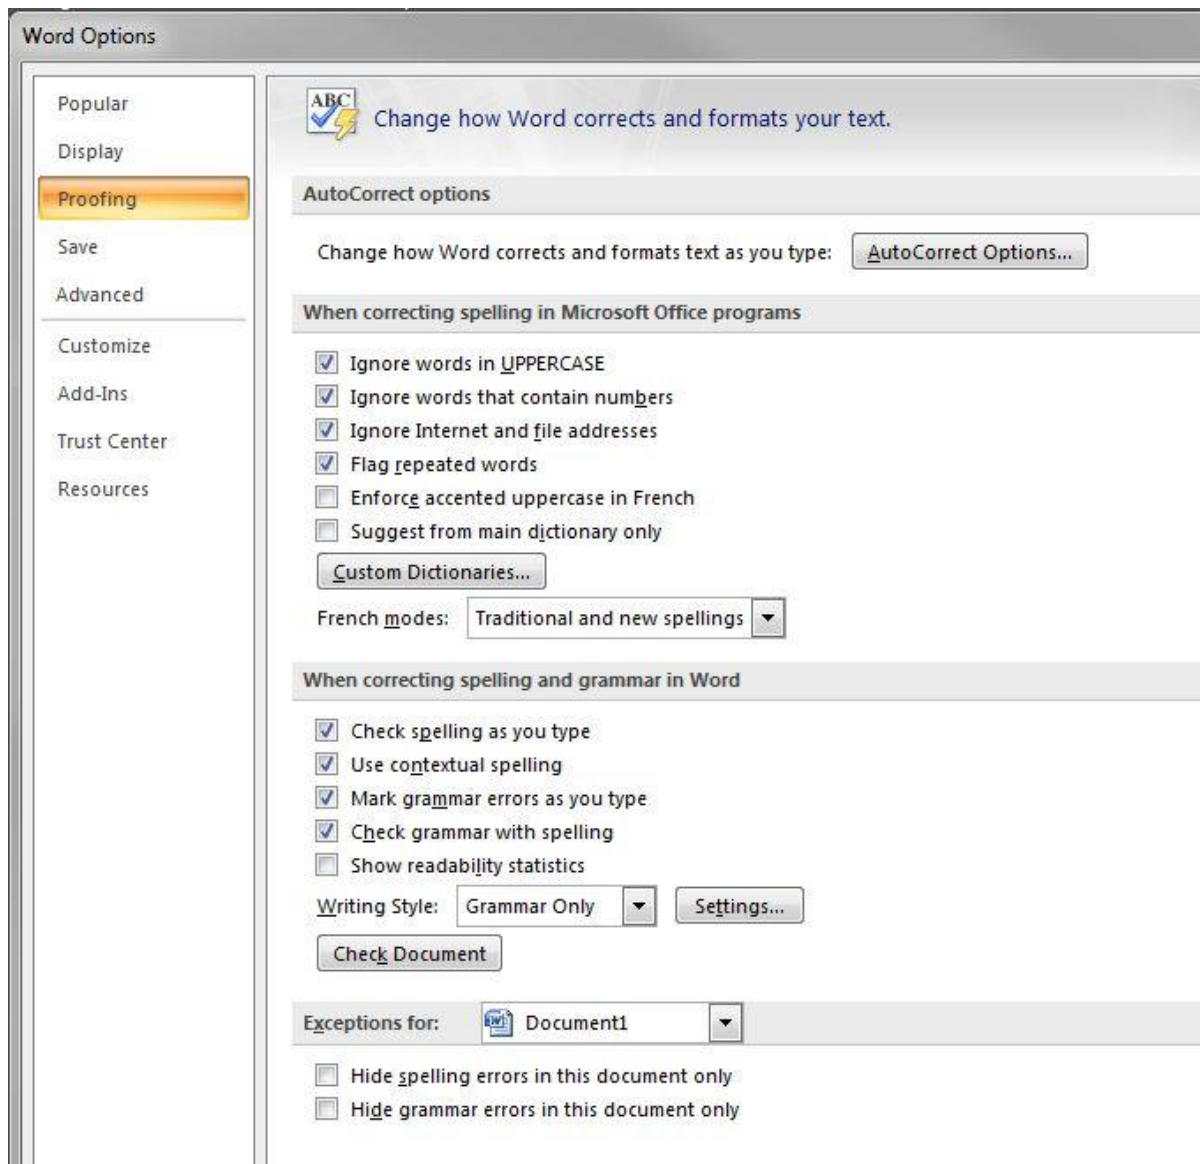 Word Options
Popular
Display
Proofing
Save
Advanced
Customize
Add-Ins
Trust Center
Resources
ABC
Change how Word corrects and formats your text.
AutoCorrect options
Change how Word corrects and formats text as you type: AutoCorrect Options...
When correcting spelling in Microsoft Office programs
Ignore words in UPPERCASE
Ignore words that contain numbers
Ignore Internet and file addresses
Flag repeated words
Enforce accented uppercase in French
Suggest from main dictionary only
Custom Dictionaries...
French modes: Traditional and new spellings
When correcting spelling and grammar in Word
Check spelling as you type
Use contextual spelling
Mark grammar errors as you type
Check grammar with spelling
Show readability statistics
Writing Style: Grammar Only Settings...
Check Document
Exceptions for: Document1
Hide spelling errors in this document only
Hide grammar errors in this document only